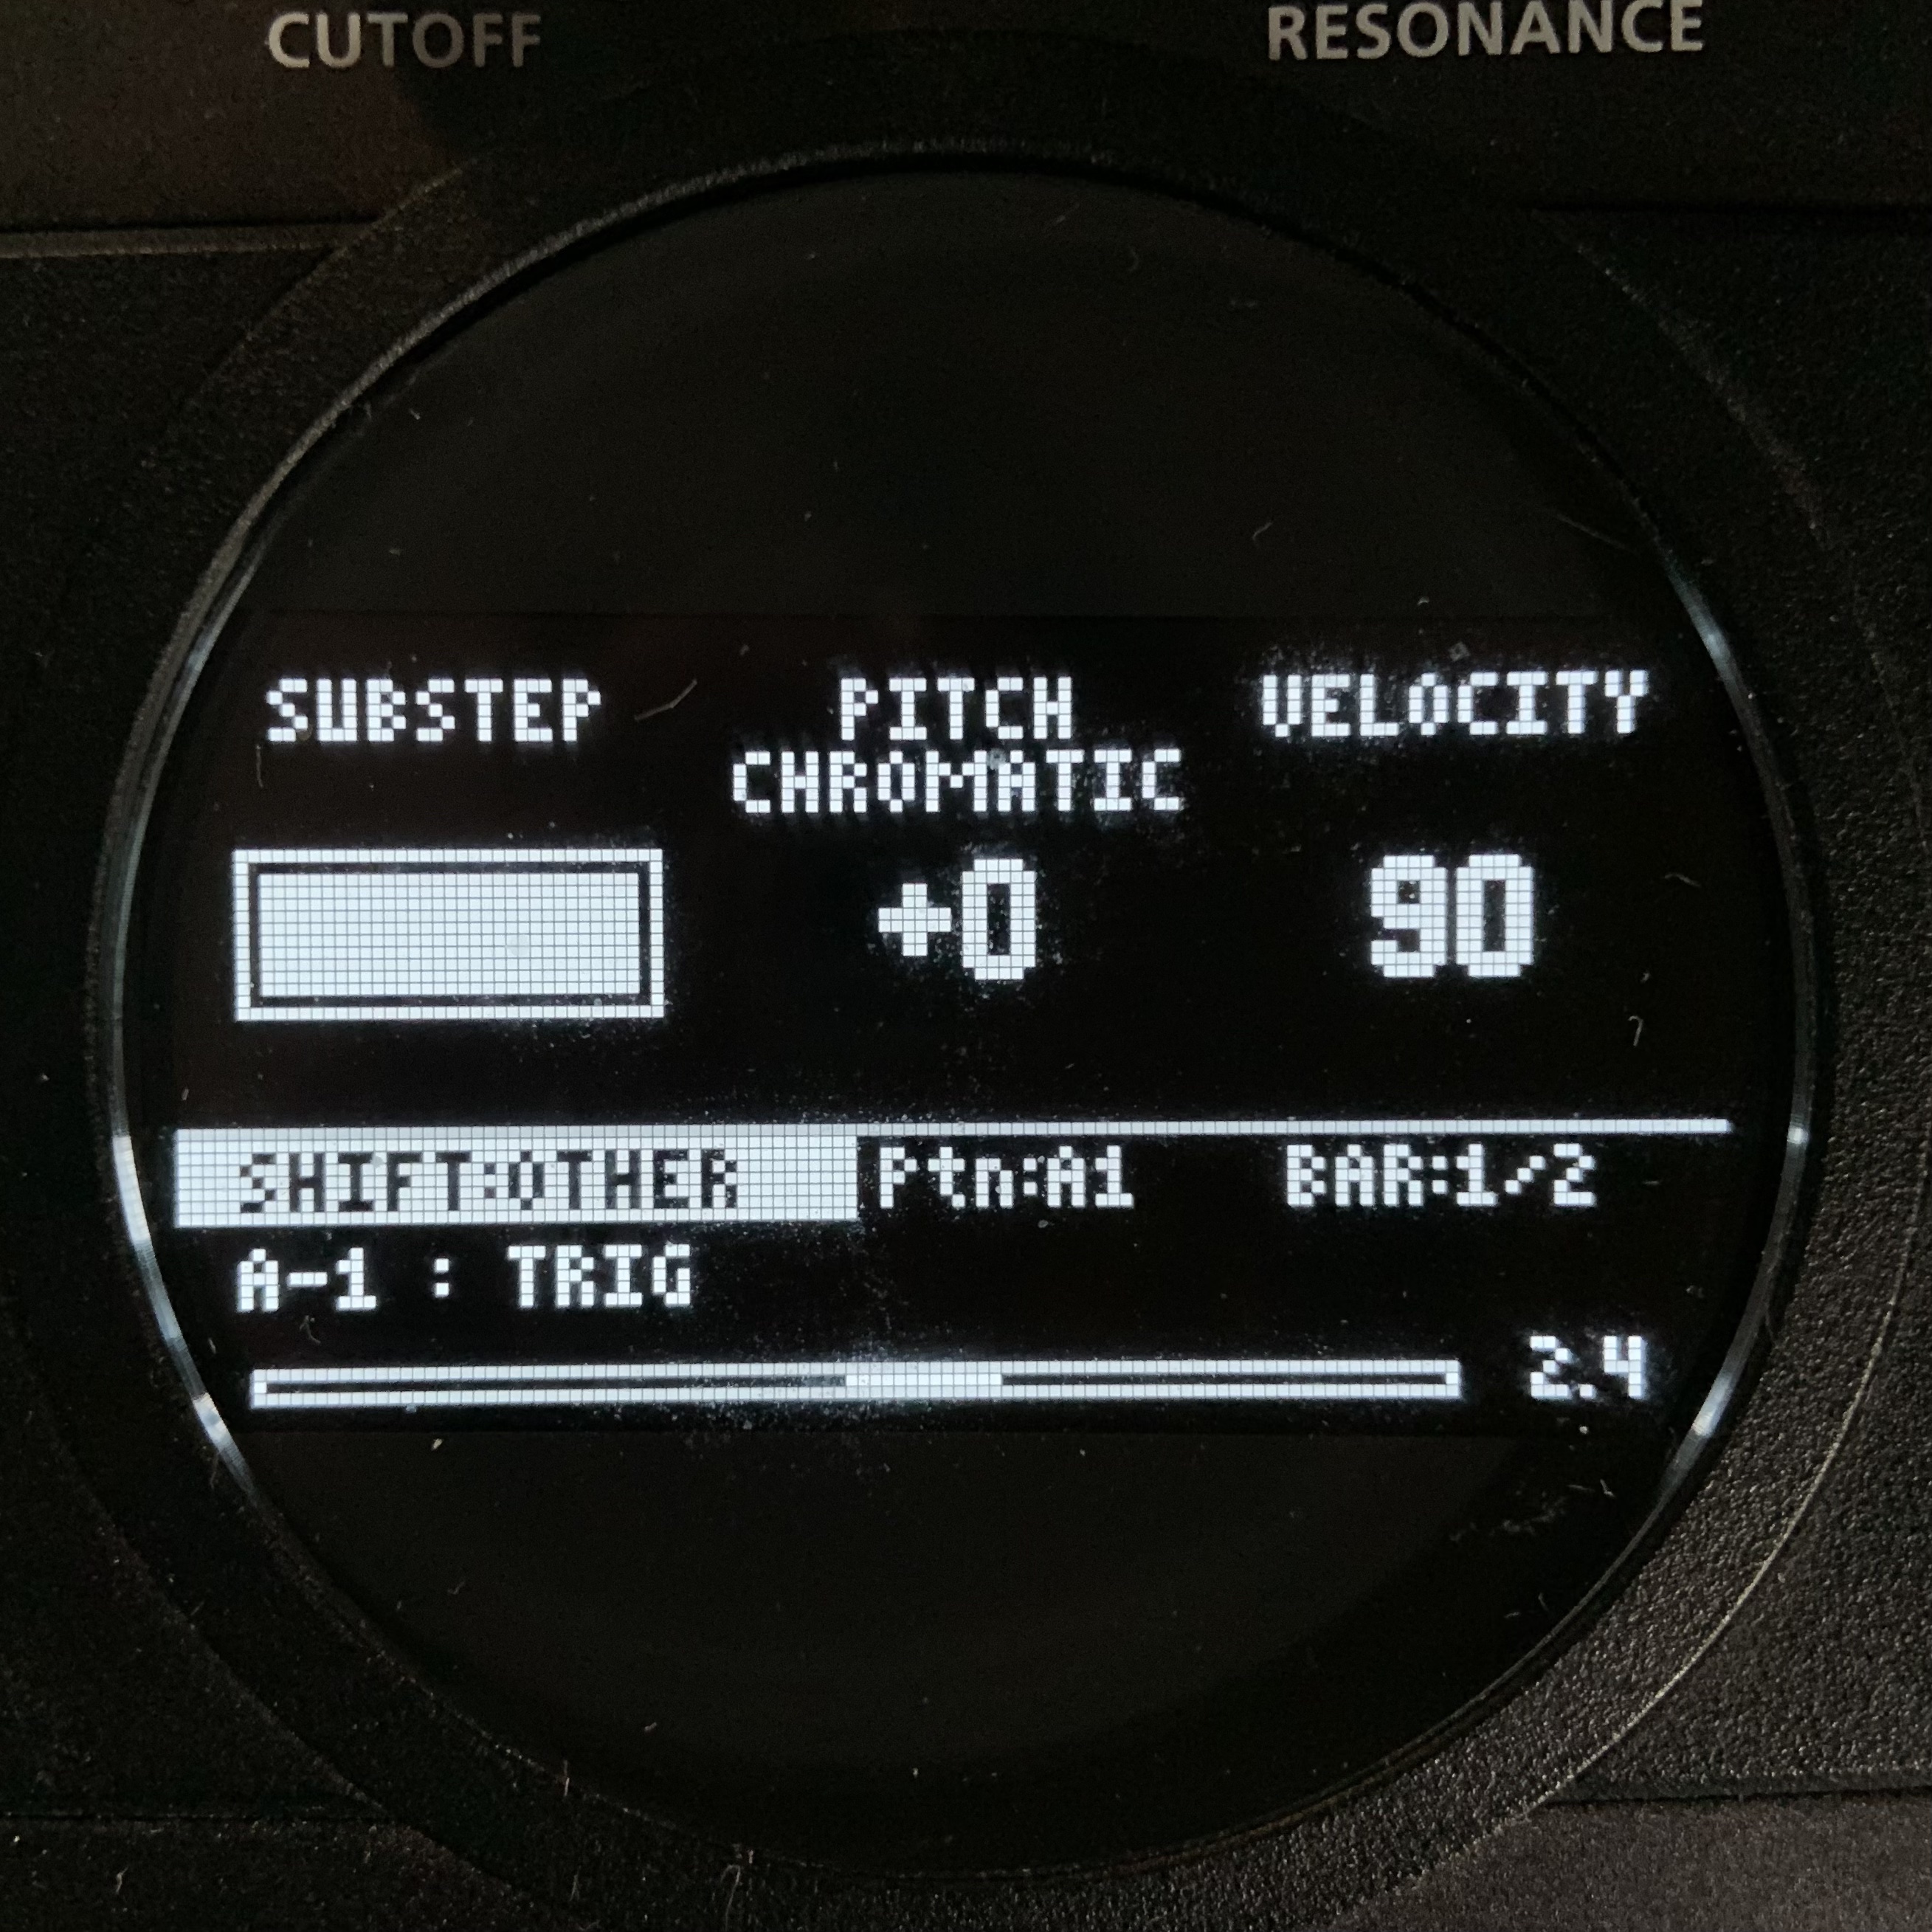 CUTOFF RESONANCE
SUBSTEP PITCH VELOCITY
CHROMATIC
+0 90
SHIFT:OTHER Ptn:A1 BAR:1/2
A-1 : TRIG
2.4